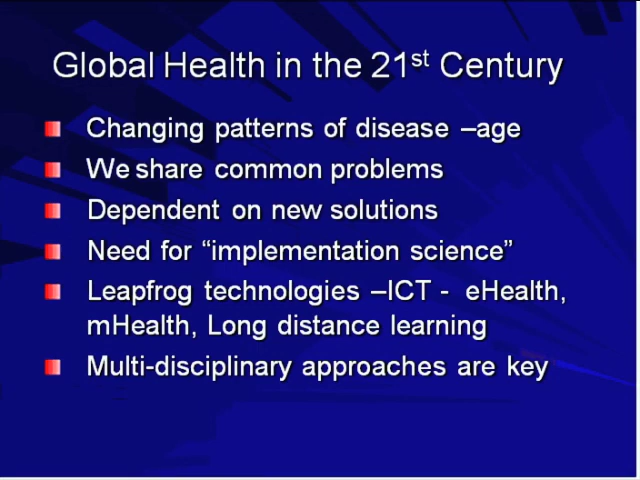 Global Health in the 21st Century
Changing patterns of disease –age
We share common problems
Dependent on new solutions
Need for “implementation science”
Leapfrog technologies –ICT - eHealth,
mHealth, Long distance learning
Multi-disciplinary approaches are key